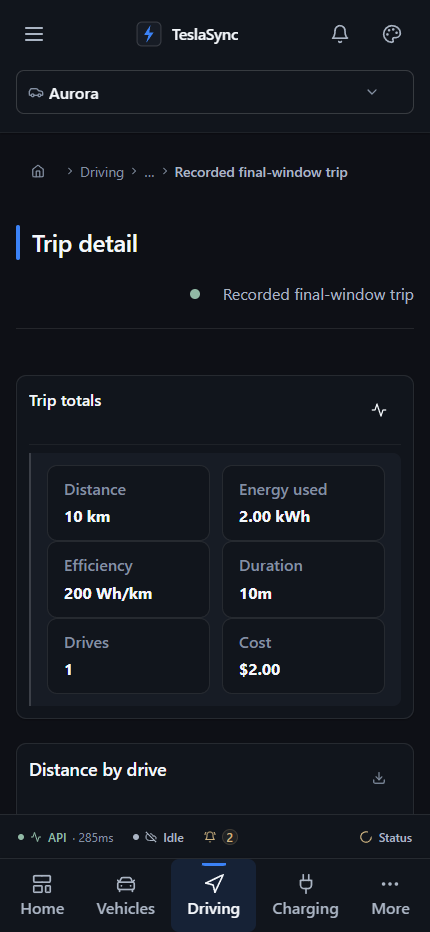 TeslaSync
Aurora
Driving ... Recorded final-window trip
Trip detail
Recorded final-window trip
Trip totals
Distance Energy used
10 km 2.00 kWh
Efficiency Duration
200 Wh/km 10m
Drives Cost
1 $2.00
Distance by drive
API · 285ms Idle 2 Status
Home Vehicles Driving Charging More